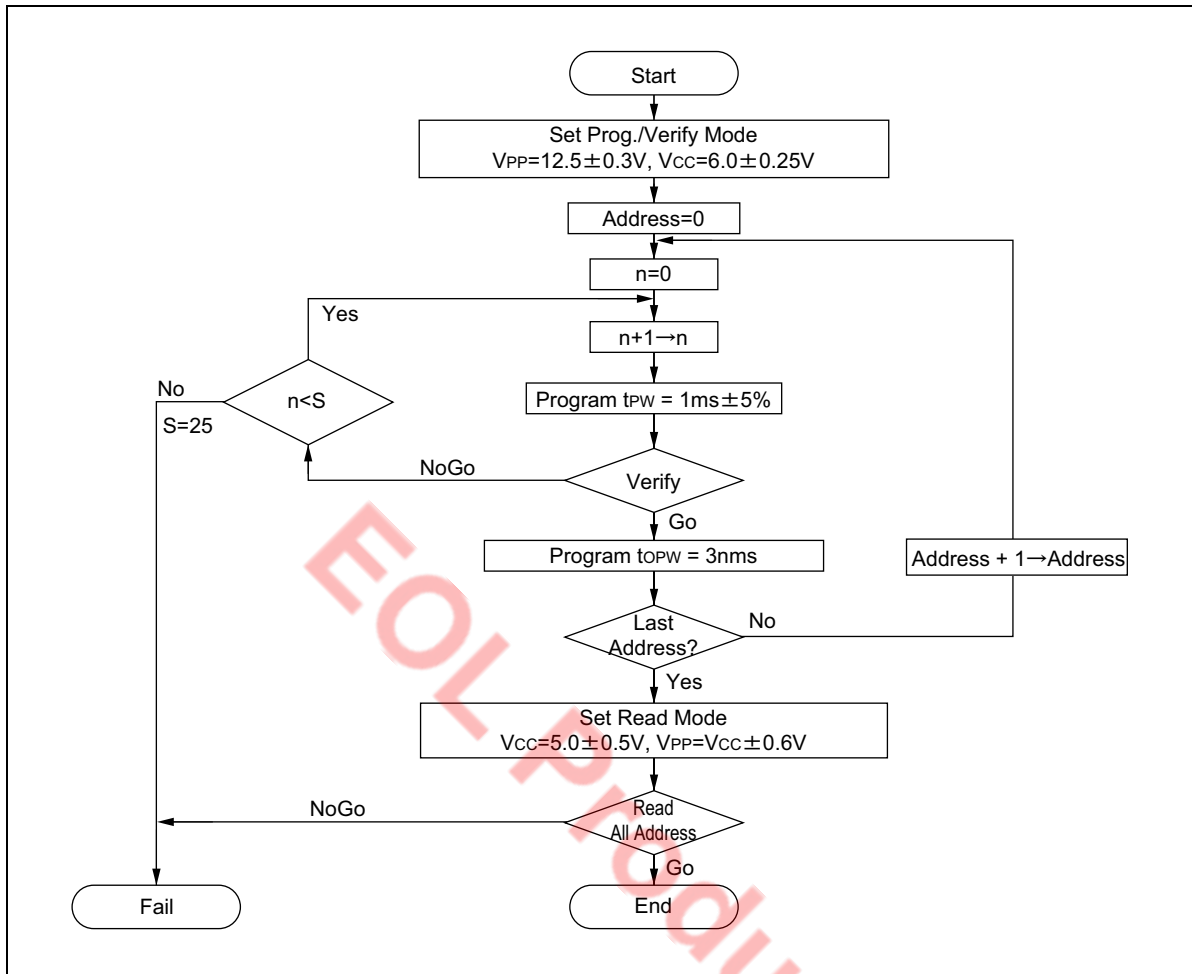 Start
Set Prog./Verify Mode
VPP=12.5±0.3V, VCC=6.0±0.25V
Address=0
n=0
Yes
n+1→n
No
n<S
S=25
Program tPW = 1ms±5%
NoGo
Verify
Go
Program tOPW = 3nms
Address + 1→Address
Last
Address?
No
Yes
Set Read Mode
VCC=5.0±0.5V, VPP=VCC±0.6V
NoGo
Read
All Address
Go
Fail
End
EOL Produ